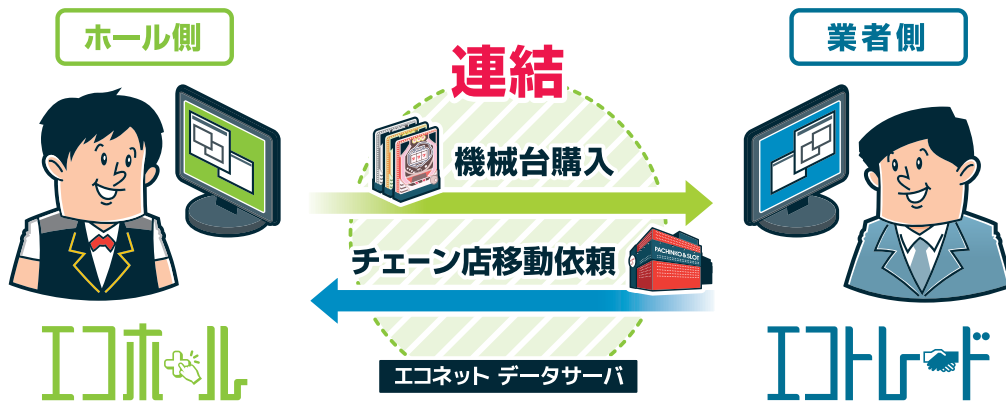 ホール側
業者側
連結
機械台購入
チェーン店移動依頼
PACHINKO & SLOT
エコホール
エコネット データサーバ
エコトレード